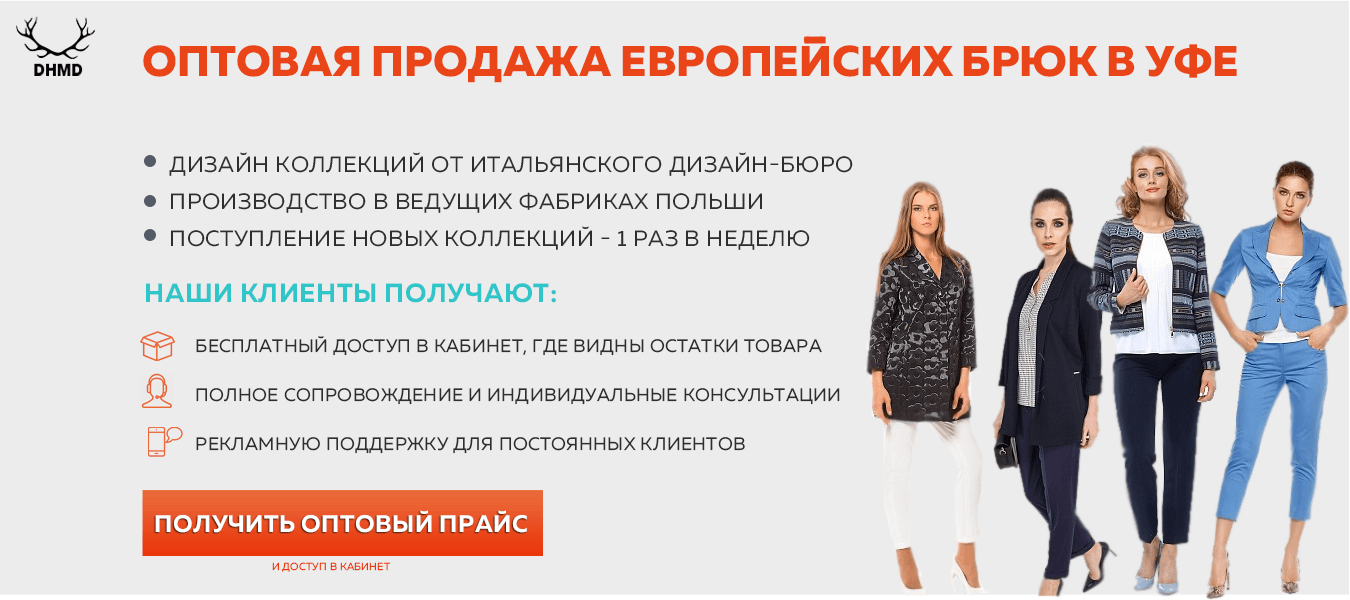 DHMD
ОПТОВАЯ ПРОДАЖА ЕВРОПЕЙСКИХ БРЮК В УФЕ
ДИЗАЙН КОЛЛЕКЦИЙ ОТ ИТАЛЬЯНСКОГО ДИЗАЙН-БЮРО
ПРОИЗВОДСТВО В ВЕДУЩИХ ФАБРИКАХ ПОЛЬШИ
ПОСТУПЛЕНИЕ НОВЫХ КОЛЛЕКЦИЙ - 1 РАЗ В НЕДЕЛЮ
НАШИ КЛИЕНТЫ ПОЛУЧАЮТ:
БЕСПЛАТНЫЙ ДОСТУП В КАБИНЕТ, ГДЕ ВИДНЫ ОСТАТКИ ТОВАРА
ПОЛНОЕ СОПРОВОЖДЕНИЕ И ИНДИВИДУАЛЬНЫЕ КОНСУЛЬТАЦИИ
РЕКЛАМНУЮ ПОДДЕРЖКУ ДЛЯ ПОСТОЯННЫХ КЛИЕНТОВ
ПОЛУЧИТЬ ОПТОВЫЙ ПРАЙС
И ДОСТУП В КАБИНЕТ